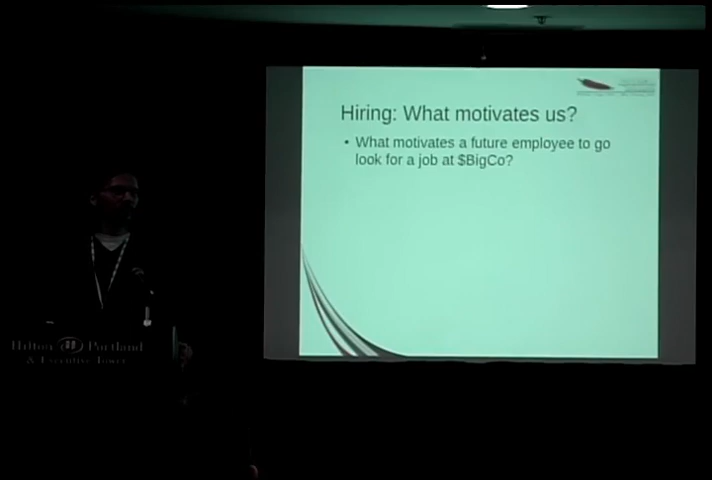 Hiring: What motivates us?
• What motivates a future employee to go
look for a job at $BigCo?
Hilton Portland
& Executive Tower